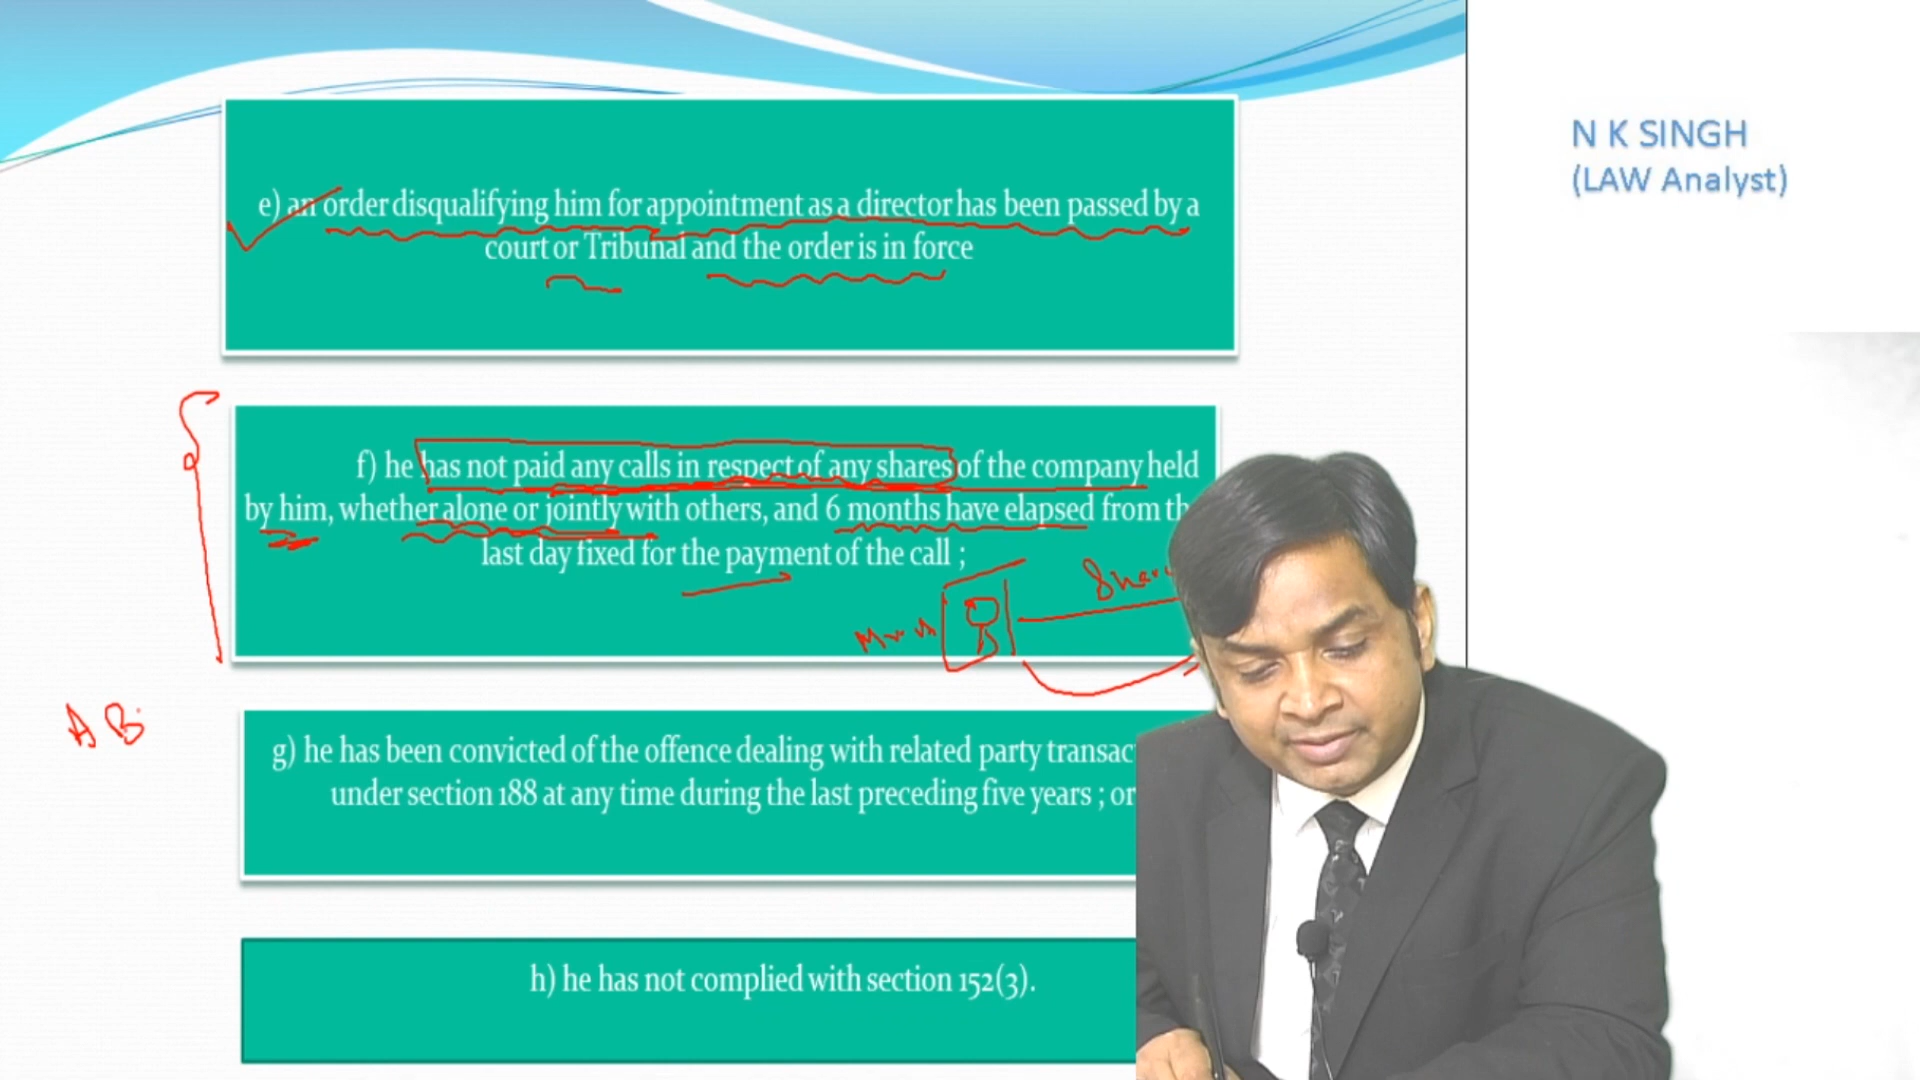 N K SINGH
(LAW Analyst)
e) an order disqualifying him for appointment as a director has been passed by a
court or Tribunal and the order is in force
f) he has not paid any calls in respect of any shares of the company held
by him, whether alone or jointly with others, and 6 months have elapsed from
last day fixed for the payment of the call ;
A B
g) he has been convicted of the offence dealing with related party
under section 188 at any time during the last preceding five years ; or
h) he has not complied with section 152(3).